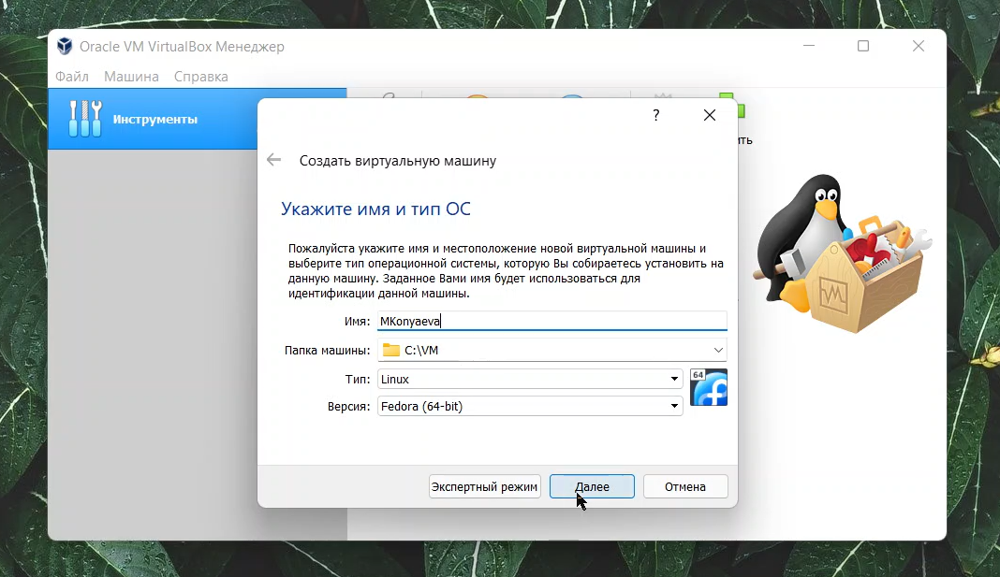 Oracle VM VirtualBox Менеджер
Файл Машина Справка
Инструменты
?
ить
Создать виртуальную машину
Укажите имя и тип ОС
Пожалуйста укажите имя и местоположение новой виртуальной машины и
выберите тип операционной системы, которую Вы собираетесь установить на
данную машину. Заданное Вами имя будет использоваться для
идентификации данной машины.
Имя: MKonyaeva
Папка машины: C:\VM
Тип: Linux
64
Версия: Fedora (64-bit)
Экспертный режим Далее Отмена